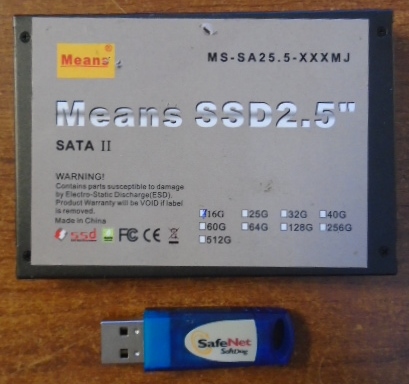 Means®
MS-SA25.5-XXXMJ
Means SSD2.5"
SATA II
WARNING!
Contains parts susceptible to damage
by Electro-Static Discharge(ESD).
Product Warranty will be VOID if label
is removed.
Made in China
16G 25G 32G 40G
60G 64G 128G 256G
512G
ssd FC CE
SafeNet
SoftDog